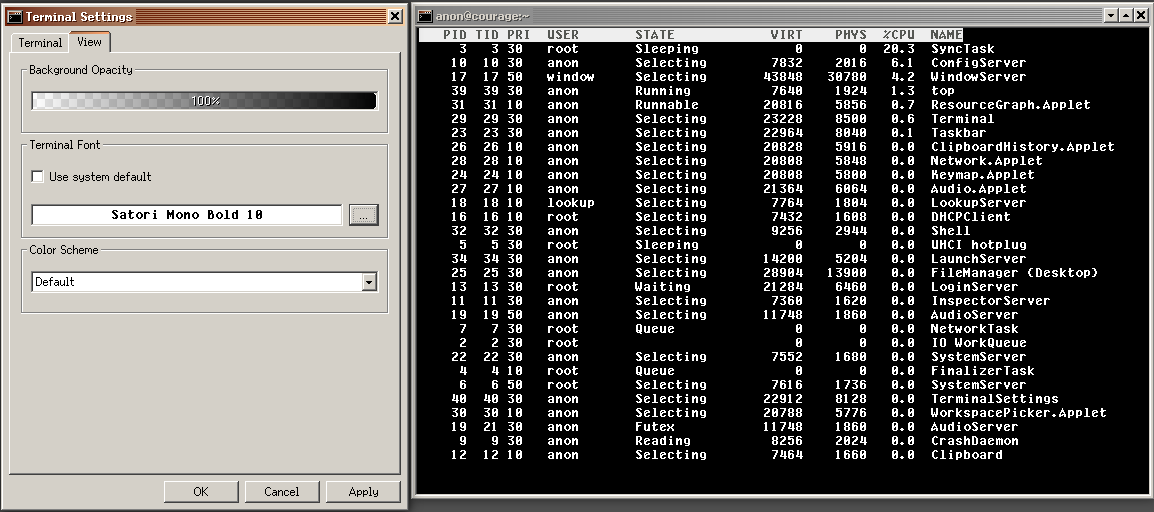 Terminal Settings
Terminal View
Background Opacity
100%
Terminal Font
Use system default
Satori Mono Bold 10
...
Color Scheme
Default
OK Cancel Apply
anon@courage:~
PID TID PRI USER STATE VIRT PHYS %CPU NAME
3 3 30 root Sleeping 0 0 20.3 SyncTask
10 10 30 anon Selecting 7832 2016 6.1 ConfigServer
17 17 50 window Selecting 43848 30780 4.2 WindowServer
39 39 30 anon Running 7640 1924 1.3 top
31 31 10 anon Runnable 20816 5856 0.7 ResourceGraph.Applet
29 29 30 anon Selecting 23228 8500 0.6 Terminal
23 23 30 anon Selecting 22964 8040 0.1 Taskbar
26 26 10 anon Selecting 20828 5916 0.0 ClipboardHistory.Applet
28 28 10 anon Selecting 20808 5848 0.0 Network.Applet
24 24 10 anon Selecting 20808 5800 0.0 Keymap.Applet
27 27 10 anon Selecting 21364 6064 0.0 Audio.Applet
18 18 10 lookup Selecting 7764 1804 0.0 LookupServer
16 16 10 root Selecting 7432 1608 0.0 DHCPClient
32 32 30 anon Selecting 9256 2944 0.0 Shell
5 5 30 root Sleeping 0 0 0.0 UHCI hotplug
34 34 30 anon Selecting 14200 5204 0.0 LaunchServer
25 25 30 anon Selecting 28904 13900 0.0 FileManager (Desktop)
13 13 30 root Waiting 21284 6460 0.0 LoginServer
11 11 30 anon Selecting 7360 1620 0.0 InspectorServer
19 19 50 anon Selecting 11748 1860 0.0 AudioServer
7 7 30 root Queue 0 0 0.0 NetworkTask
2 2 30 root 0 0 0.0 IO WorkQueue
22 22 30 anon Selecting 7552 1680 0.0 SystemServer
4 4 10 root Queue 0 0 0.0 FinalizerTask
6 6 50 root Selecting 7616 1736 0.0 SystemServer
40 40 30 anon Selecting 22912 8128 0.0 TerminalSettings
30 30 10 anon Selecting 20788 5776 0.0 WorkspacePicker.Applet
19 21 30 anon Futex 11748 1860 0.0 AudioServer
9 9 30 anon Reading 8256 2024 0.0 CrashDaemon
12 12 10 anon Selecting 7464 1660 0.0 Clipboard